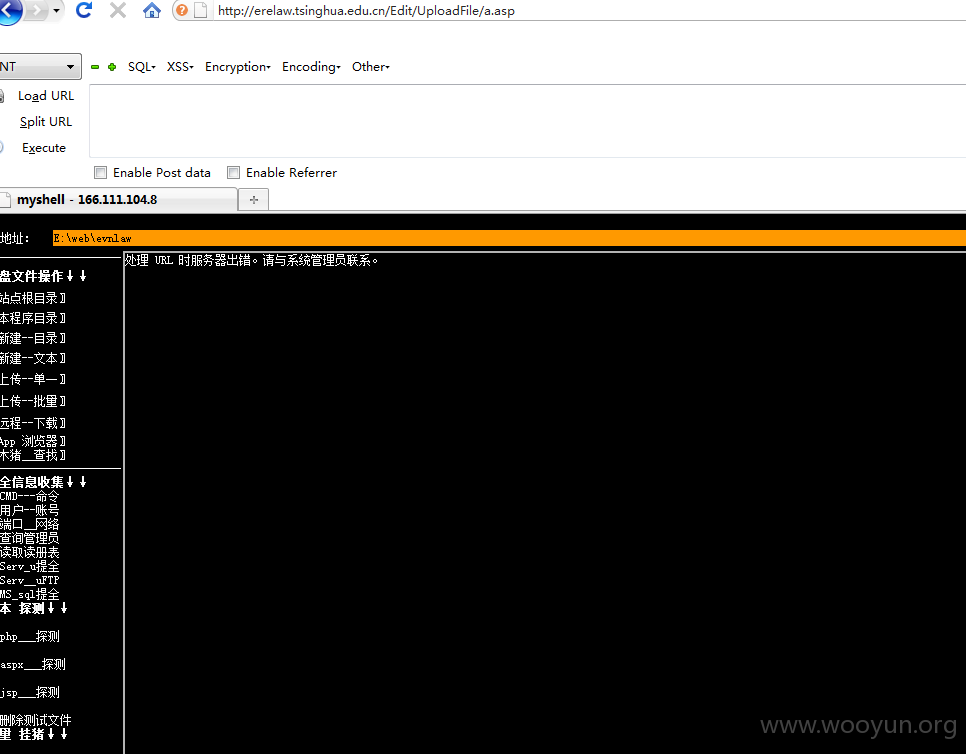 http://erelaw.tsinghua.edu.cn/Edit/UploadFile/a.asp
NT SQL XSS Encryption Encoding Other
Load URL
Split URL
Execute
Enable Post data Enable Referrer
myshell - 166.111.104.8
地址: E:\web\evnlaw
处理 URL 时服务器出错。请与系统管理员联系。
盘文件操作↓↓
站点根目录〗
本程序目录〗
新建--目录〗
新建--文本〗
上传--单一〗
上传--批量〗
远程--下载〗
App 浏览器〗
木猪__查找〗
全信息收集↓↓
CMD---命令
用户--账号
端口__网络
查询管理员
读取读册表
Serv_u提全
Serv__uFTP
MS_sql提全
本 探测↓↓
php___探测
aspx___探测
jsp___探测
删除测试文件
量 挂猪↓↓
www.wooyun.org